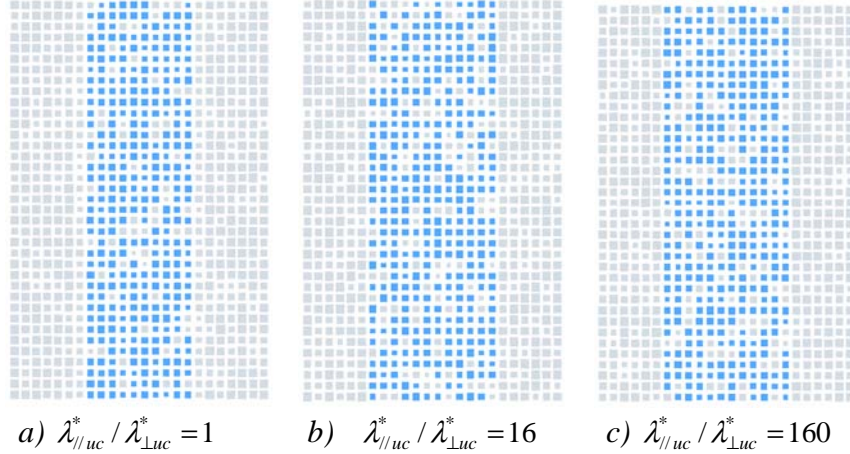 a) λ*//uc / λ*⊥uc = 1
b) λ*//uc / λ*⊥uc = 16
c) λ*//uc / λ*⊥uc = 160